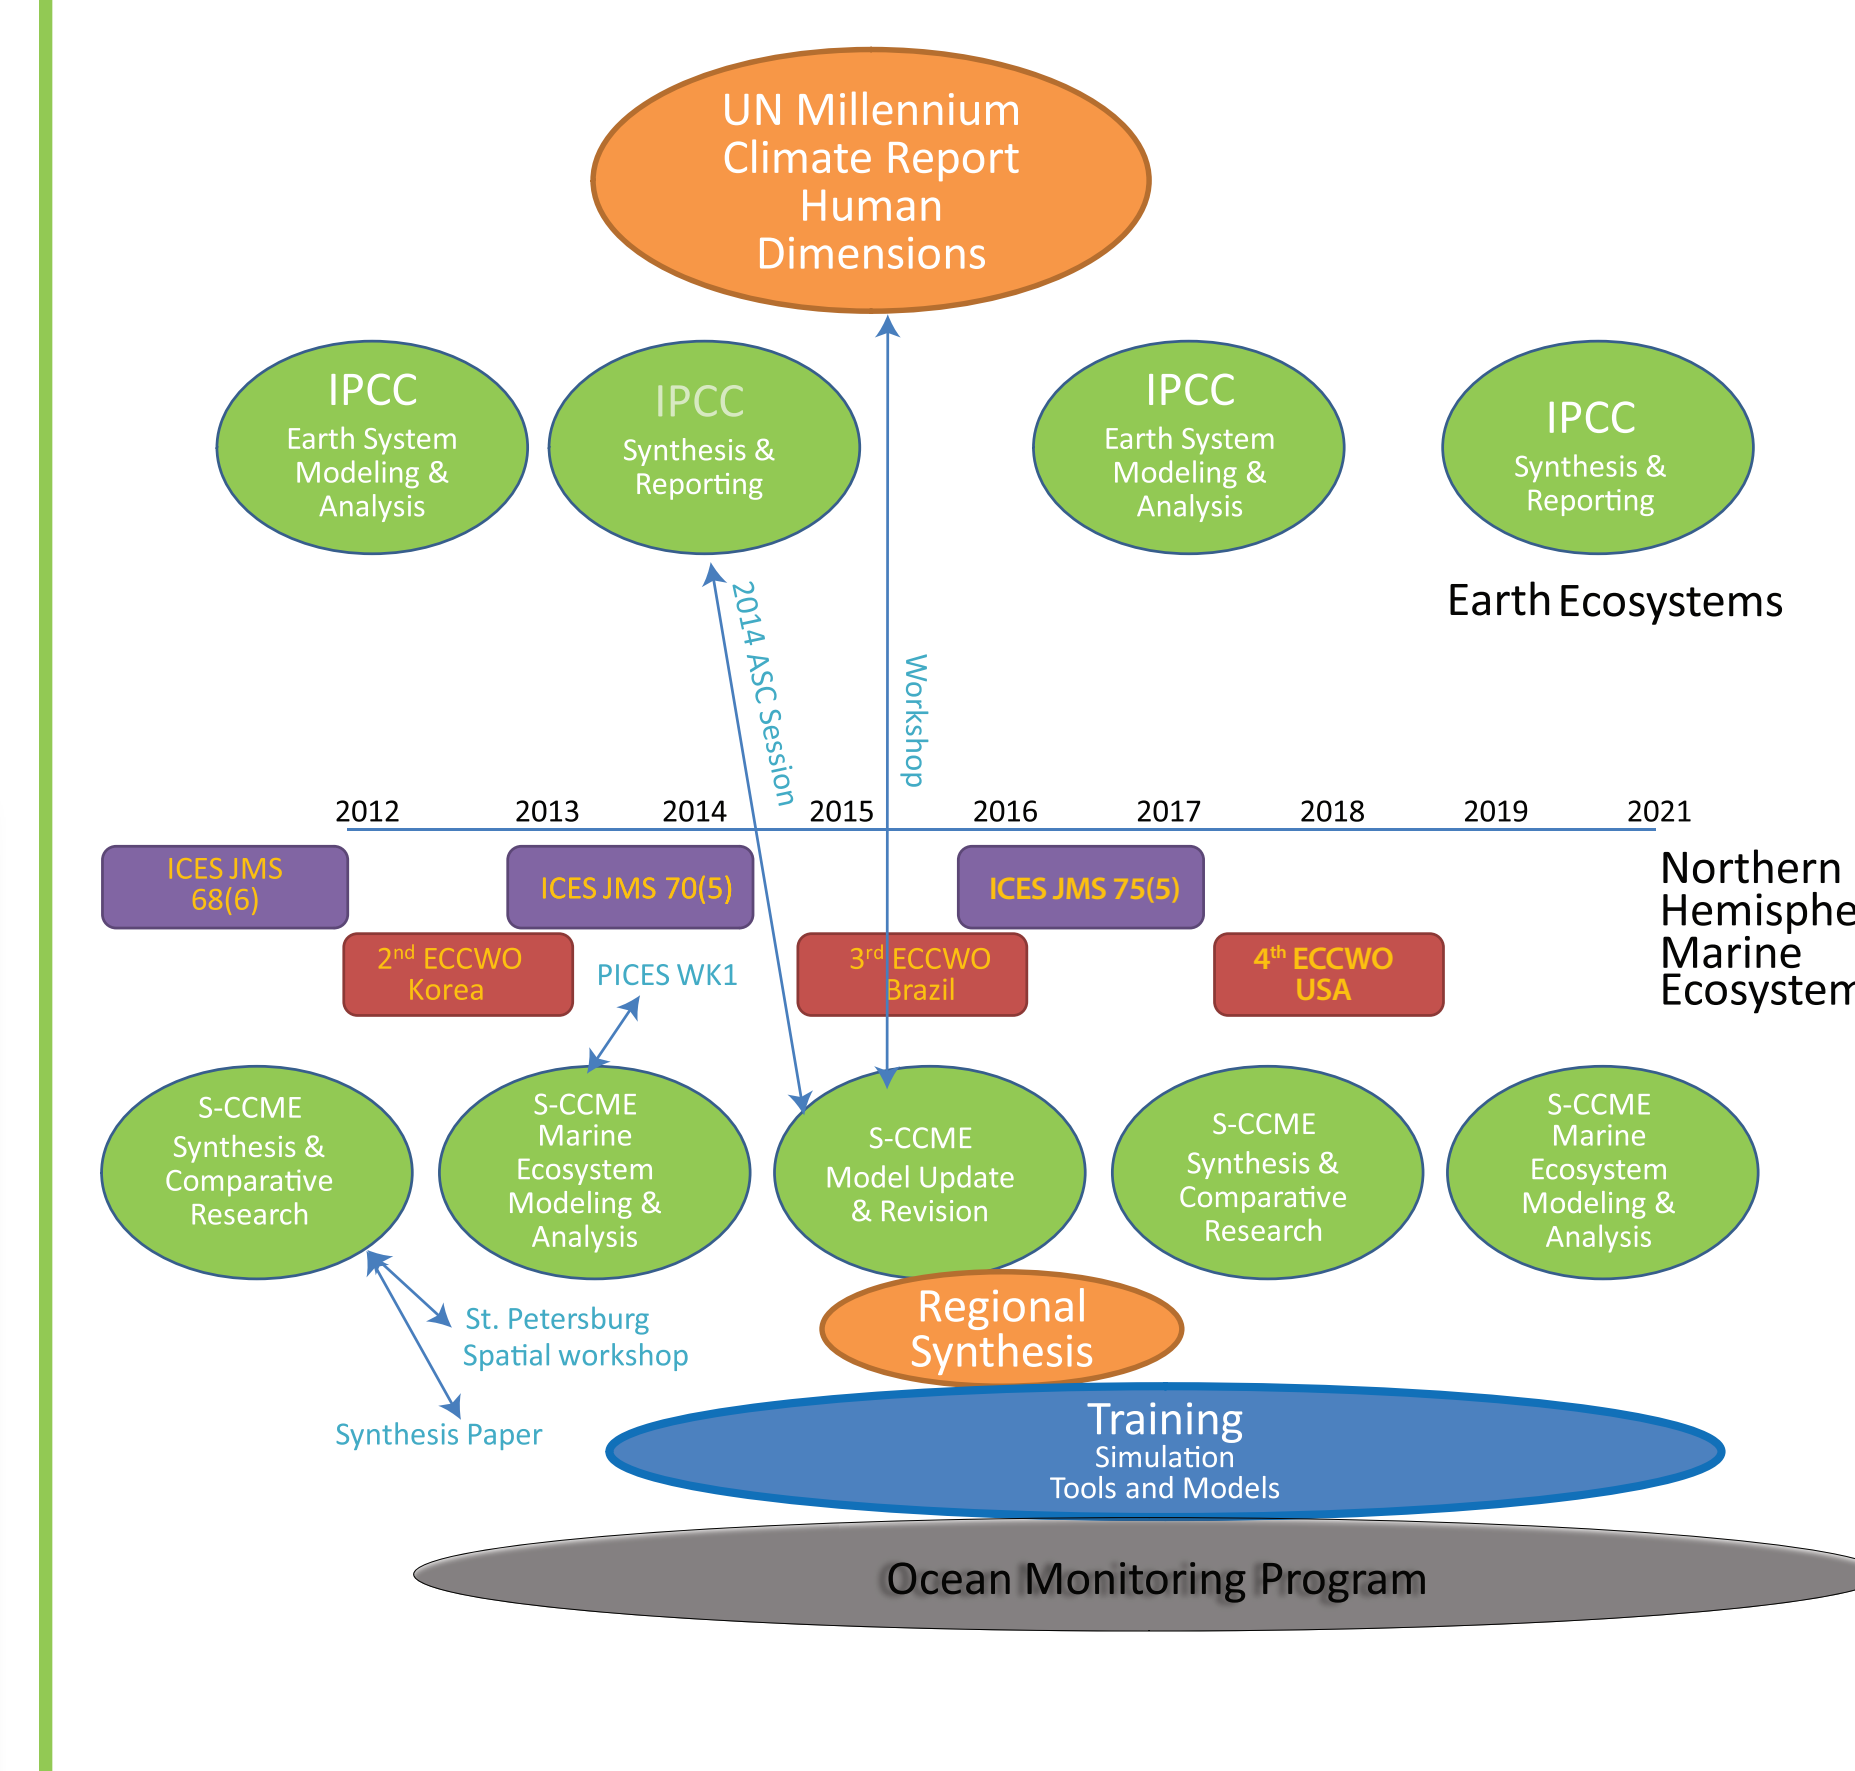 UN Millennium
Climate Report
Human
Dimensions
IPCC
Earth System
Modeling &
Analysis
IPCC
Synthesis &
Reporting
IPCC
Earth System
Modeling &
Analysis
IPCC
Synthesis &
Reporting
Earth Ecosystems
2014 ASC Session
Workshop
2012 2013 2014 2015 2016 2017 2018 2019 2021
ICES JMS
68(6)
ICES JMS 70(5)
ICES JMS 75(5)
Northern
Hemisphe
Marine
Ecosystem
2nd ECCWO
Korea
PICES WK1
3rd ECCWO
Brazil
4th ECCWO
USA
S-CCME
Synthesis &
Comparative
Research
S-CCME
Marine
Ecosystem
Modeling &
Analysis
S-CCME
Model Update
& Revision
S-CCME
Synthesis &
Comparative
Research
S-CCME
Marine
Ecosystem
Modeling &
Analysis
St. Petersburg
Spatial workshop
Synthesis Paper
Regional
Synthesis
Training
Simulation
Tools and Models
Ocean Monitoring Program